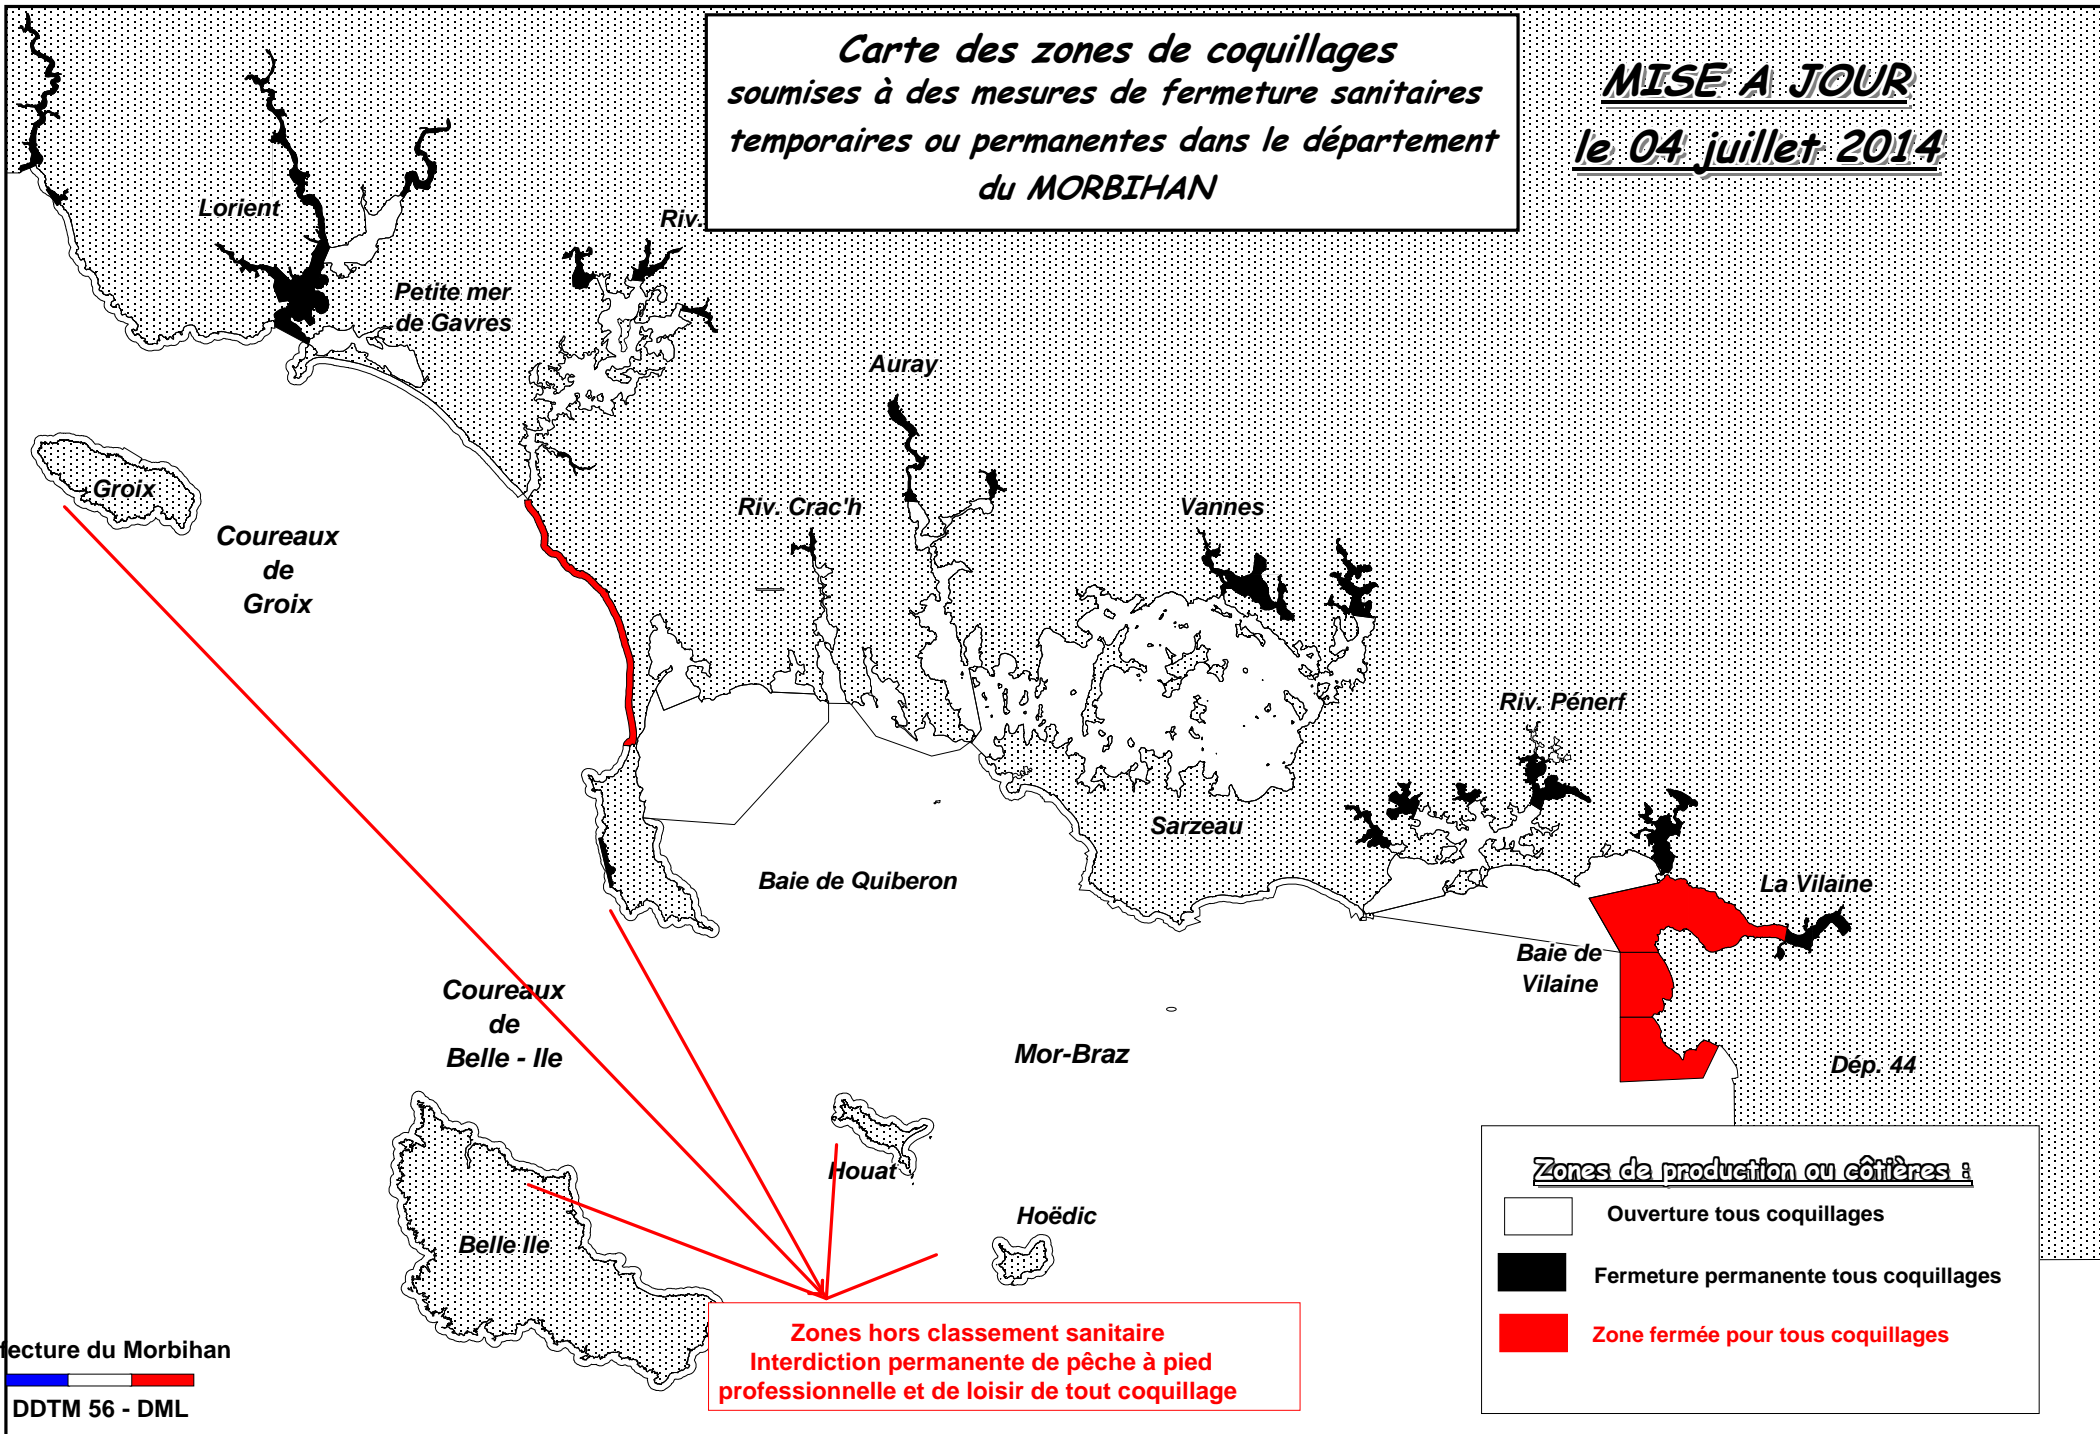 Carte des zones de coquillages
soumises à des mesures de fermeture sanitaires
temporaires ou permanentes dans le département
du MORBIHAN
MISE A JOUR
le 04 juillet 2014
Lorient
Riv.
Petite mer
de Gavres
Auray
Groix
Riv. Crac'h
Vannes
Coureaux
de
Groix
Riv. Pénerf
Sarzeau
Baie de Quiberon
La Vilaine
Baie de
Vilaine
Coureaux
de
Belle - Ile
Mor-Braz
Dép. 44
Houat
Hoëdic
Belle Ile
Zones de production ou côtières :
Ouverture tous coquillages
Fermeture permanente tous coquillages
Zone fermée pour tous coquillages
Zones hors classement sanitaire
Interdiction permanente de pêche à pied
professionnelle et de loisir de tout coquillage
fecture du Morbihan
DDTM 56 - DML